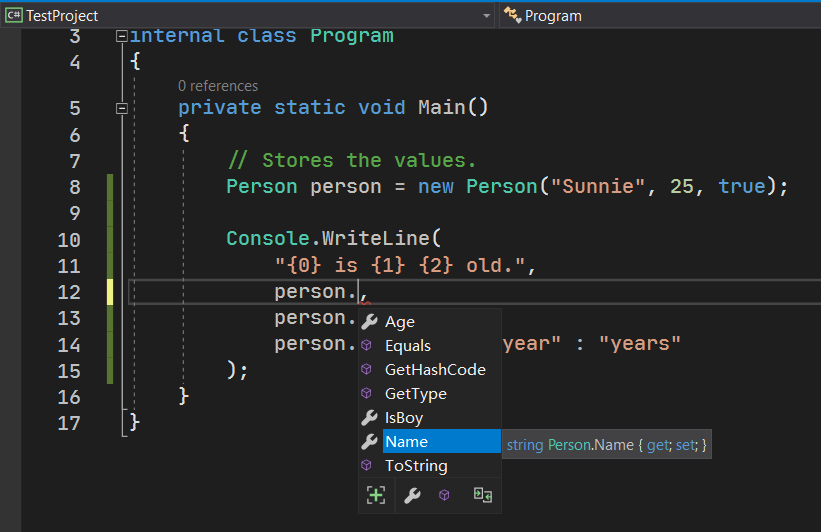 C# TestProject Program
3 internal class Program
4 {
0 references
5 private static void Main()
6 {
7 // Stores the values.
8 Person person = new Person("Sunnie", 25, true);
9
10 Console.WriteLine(
11 "{0} is {1} {2} old.",
12 person.,
13 person.
14 person. year" : "years"
15 );
16 }
17 }
Age
Equals
GetHashCode
GetType
IsBoy
Name string Person.Name { get; set; }
ToString